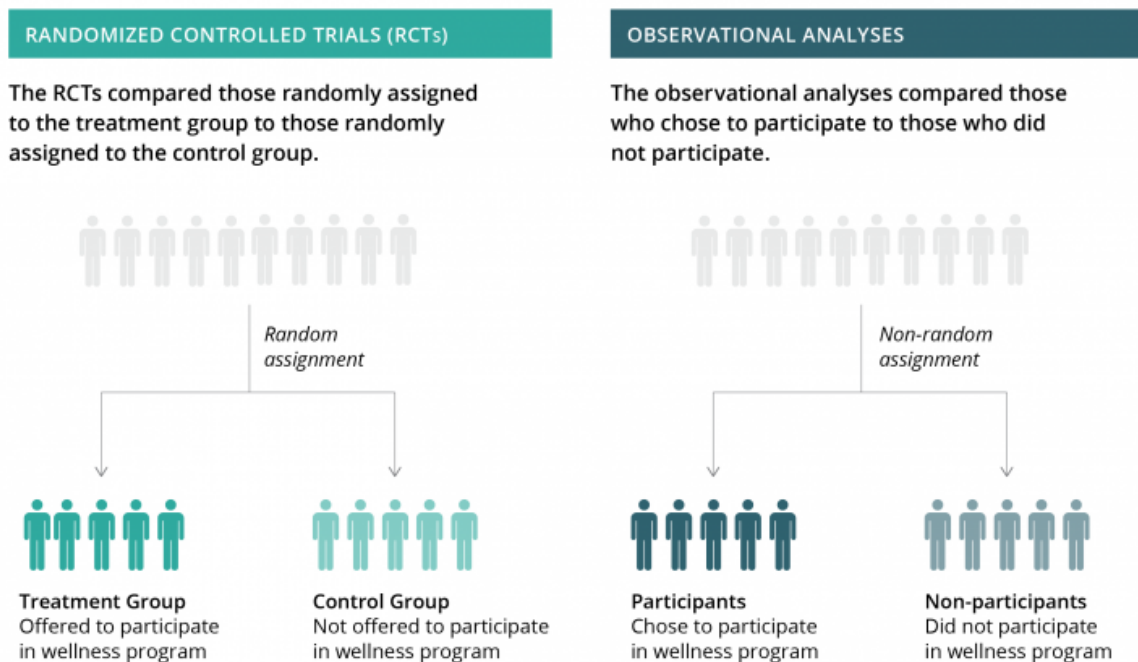 RANDOMIZED CONTROLLED TRIALS (RCTs)
The RCTs compared those randomly assigned
to the treatment group to those randomly
assigned to the control group.
Random
assignment
Treatment Group
Offered to participate
in wellness program
Control Group
Not offered to participate
in wellness program
OBSERVATIONAL ANALYSES
The observational analyses compared those
who chose to participate to those who did
not participate.
Non-random
assignment
Participants
Chose to participate
in wellness program
Non-participants
Did not participate
in wellness program